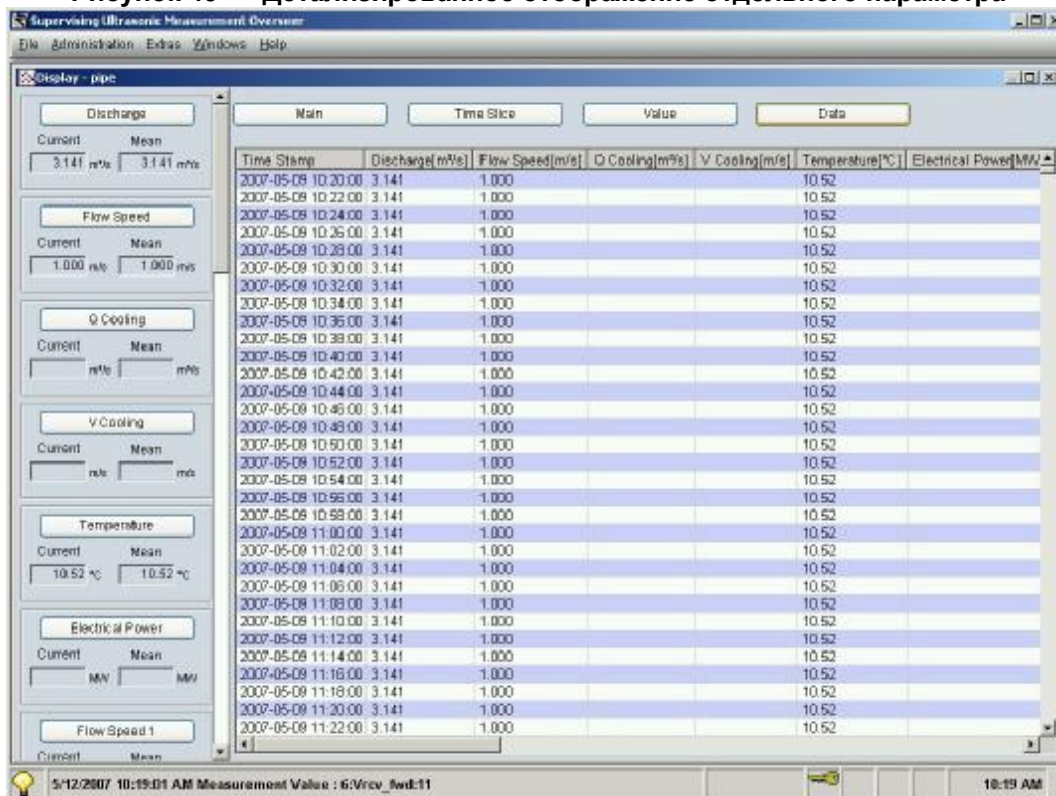 Supervising Ultrasonic Measurement Overseer
File Administration Extras Windows Help
Display - pipe
Discharge
Current Mean
3.141 m³/s 3.141 m³/s
Flow Speed
Current Mean
1.000 m/s 1.000 m/s
Q Cooling
Current Mean
m³/s m³/s
V Cooling
Current Mean
m/s m/s
Temperature
Current Mean
10.52 °C 10.52 °C
Electrical Power
Current Mean
MW MW
Flow Speed 1
Current Mean
Main Time Slice Value Data
Time Stamp Discharge[m³/s] Flow Speed[m/s] Q Cooling[m³/s] V Cooling[m/s] Temperature[°C] Electrical Power[MW
2007-05-09 10:20:00 3.141 1.000 10.52
2007-05-09 10:22:00 3.141 1.000 10.52
2007-05-09 10:24:00 3.141 1.000 10.52
2007-05-09 10:26:00 3.141 1.000 10.52
2007-05-09 10:28:00 3.141 1.000 10.52
2007-05-09 10:30:00 3.141 1.000 10.52
2007-05-09 10:32:00 3.141 1.000 10.52
2007-05-09 10:34:00 3.141 1.000 10.52
2007-05-09 10:36:00 3.141 1.000 10.52
2007-05-09 10:38:00 3.141 1.000 10.52
2007-05-09 10:40:00 3.141 1.000 10.52
2007-05-09 10:42:00 3.141 1.000 10.52
2007-05-09 10:44:00 3.141 1.000 10.52
2007-05-09 10:46:00 3.141 1.000 10.52
2007-05-09 10:48:00 3.141 1.000 10.52
2007-05-09 10:50:00 3.141 1.000 10.52
2007-05-09 10:52:00 3.141 1.000 10.52
2007-05-09 10:54:00 3.141 1.000 10.52
2007-05-09 10:56:00 3.141 1.000 10.52
2007-05-09 10:58:00 3.141 1.000 10.52
2007-05-09 11:00:00 3.141 1.000 10.52
2007-05-09 11:02:00 3.141 1.000 10.52
2007-05-09 11:04:00 3.141 1.000 10.52
2007-05-09 11:06:00 3.141 1.000 10.52
2007-05-09 11:08:00 3.141 1.000 10.52
2007-05-09 11:10:00 3.141 1.000 10.52
2007-05-09 11:12:00 3.141 1.000 10.52
2007-05-09 11:14:00 3.141 1.000 10.52
2007-05-09 11:16:00 3.141 1.000 10.52
2007-05-09 11:18:00 3.141 1.000 10.52
2007-05-09 11:20:00 3.141 1.000 10.52
2007-05-09 11:22:00 3.141 1.000 10.52
5/12/2007 10:19:01 AM Measurement Value : 6:Vrcv_fwd:11 10:19 AM